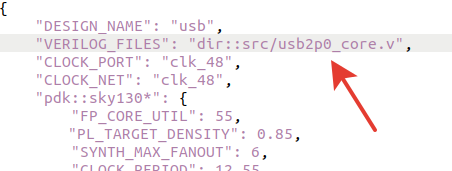 {
"DESIGN_NAME": "usb",
"VERILOG_FILES": "dir::src/usb2p0_core.v",
"CLOCK_PORT": "clk_48",
"CLOCK_NET": "clk_48",
"pdk::sky130*": {
"FP_CORE_UTIL": 55,
"PL_TARGET_DENSITY": 0.85,
"SYNTH_MAX_FANOUT": 6,
"CLOCK_PERIOD": 12.55